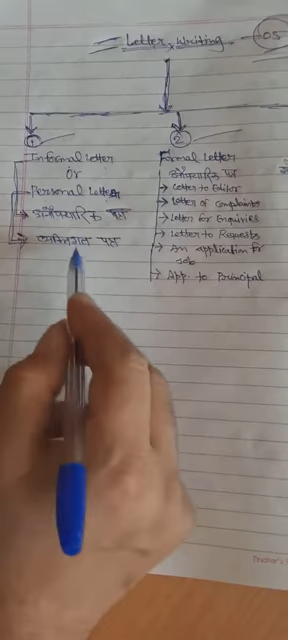 Letter Writing 05
1
Informal Letter
Or
Personal Letter
अनौपचारिक पत्र
व्यक्तिगत पत्र
2
Formal Letter
औपचारिक पत्र
→ Letter to Editor
→ Letter of Complaints
→ Letter for Enquiries
→ Letter to Requests
→ An application for
Job
→ App. to Principal